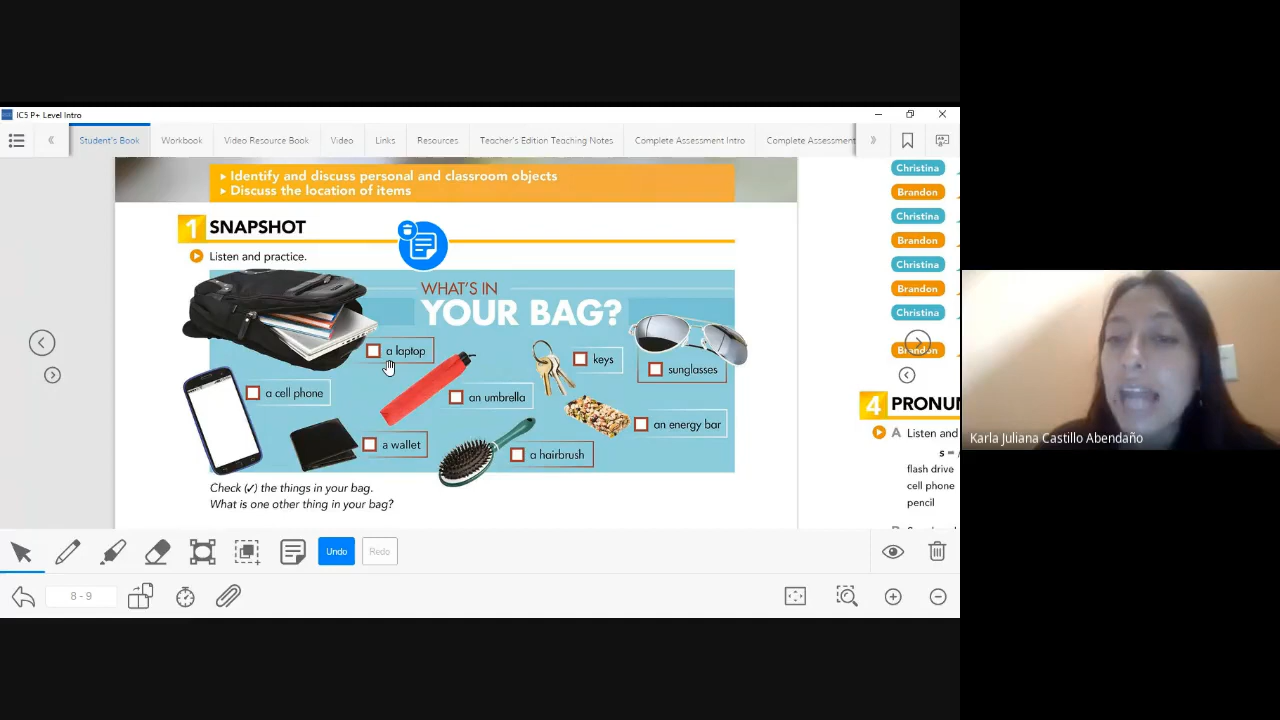 IC5 P+ Level Intro
Student's Book
Workbook
Video Resource Book
Video
Links
Resources
Teacher's Edition Teaching Notes
Complete Assessment Intro
Complete Assessment
Identify and discuss personal and classroom objects
Discuss the location of items
1 SNAPSHOT
Listen and practice.
WHAT'S IN
YOUR BAG?
a laptop
keys
sunglasses
a cell phone
an umbrella
an energy bar
a wallet
a hairbrush
Check (✓) the things in your bag.
What is one other thing in your bag?
Christina
Brandon
Christina
Brandon
Christina
Brandon
Christina
Brandon
4 PRONUN
A Listen and
s =
flash drive
cell phone
pencil
Karla Juliana Castillo Abendaño
Undo
Redo
8 - 9